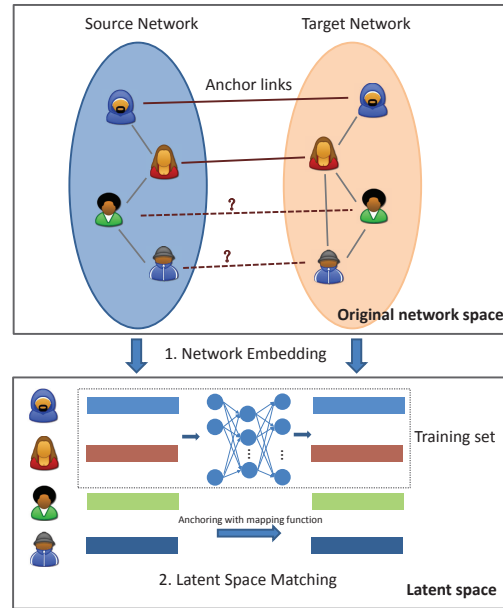 Source Network
Target Network
Anchor links
?
?
Original network space
1. Network Embedding
Training set
Anchoring with mapping function
2. Latent Space Matching
Latent space